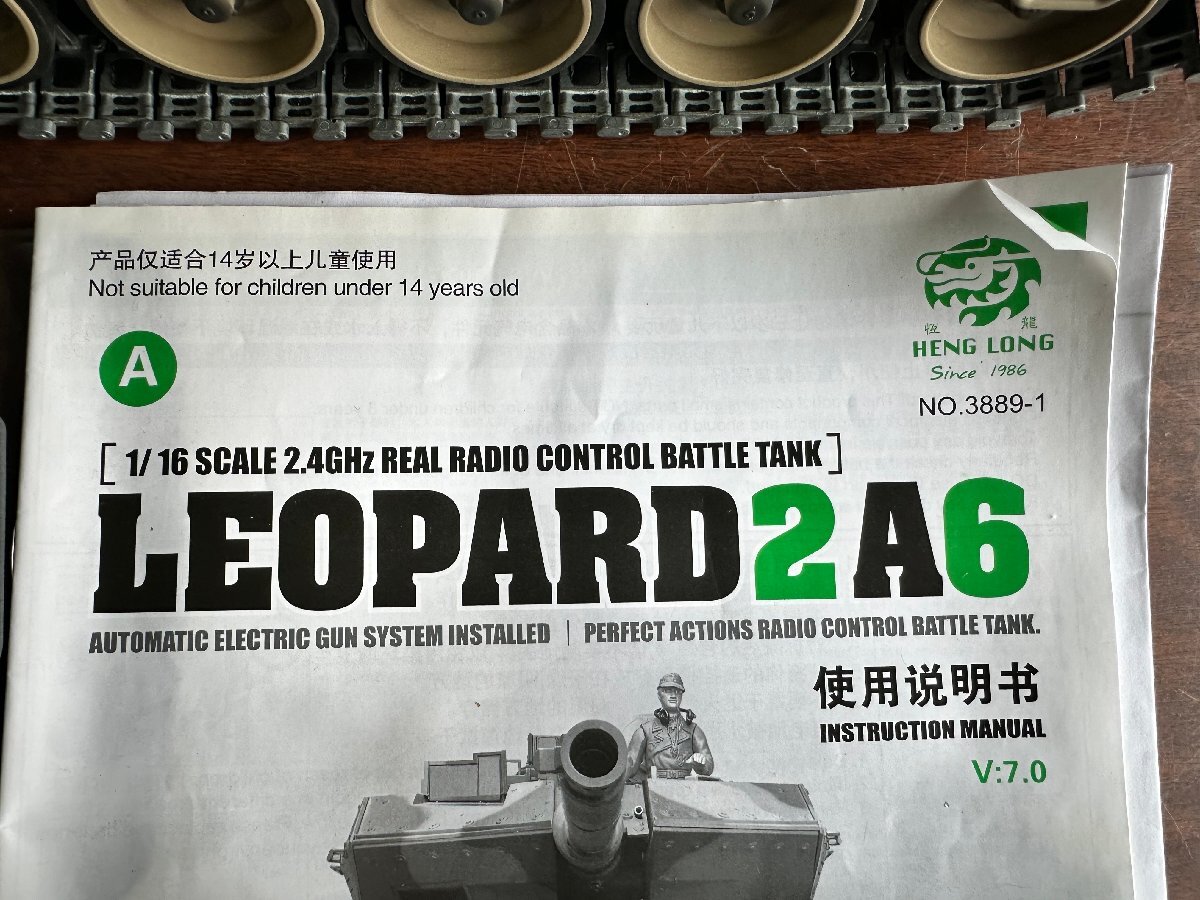 产品仅适合14岁以上儿童使用
Not suitable for children under 14 years old
A
恆龍
HENG LONG
Since 1986
NO.3889-1
[1/16 SCALE 2.4GHz REAL RADIO CONTROL BATTLE TANK]
LEOPARD2A6
AUTOMATIC ELECTRIC GUN SYSTEM INSTALLED | PERFECT ACTIONS RADIO CONTROL BATTLE TANK.
使用说明书
INSTRUCTION MANUAL
V:7.0